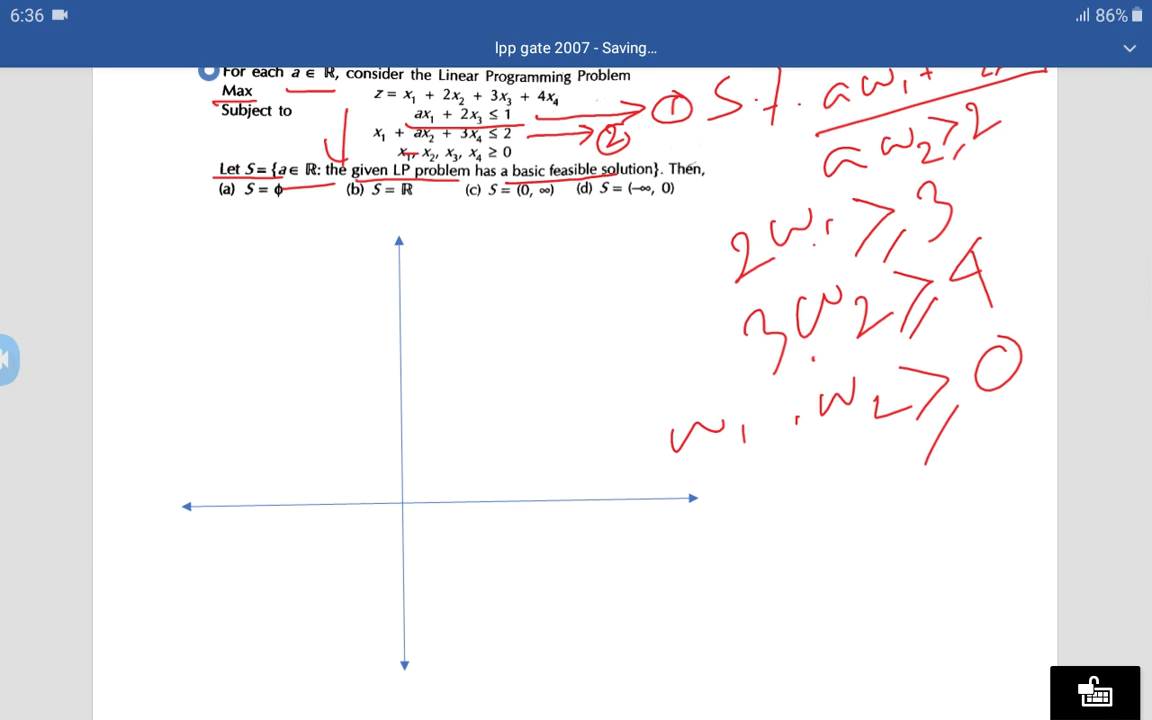 6:36 86%
lpp gate 2007 - Saving...
For each a ∈ ℝ, consider the Linear Programming Problem
Max z = x₁ + 2x₂ + 3x₃ + 4x₄
Subject to ax₁ + 2x₃ ≤ 1
x₁ + ax₂ + 3x₄ ≤ 2
x₁, x₂, x₃, x₄ ≥ 0
Let S = {a ∈ ℝ: the given LP problem has a basic feasible solution}. Then,
(a) S = ϕ (b) S = ℝ (c) S = (0, ∞) (d) S = (–∞, 0)
① S.t. aw₁ +
② aw₂ ≥ 2
2w₁ ≥ 3
3w₂ ≥ 4
w₁, w₂ ≥ 0